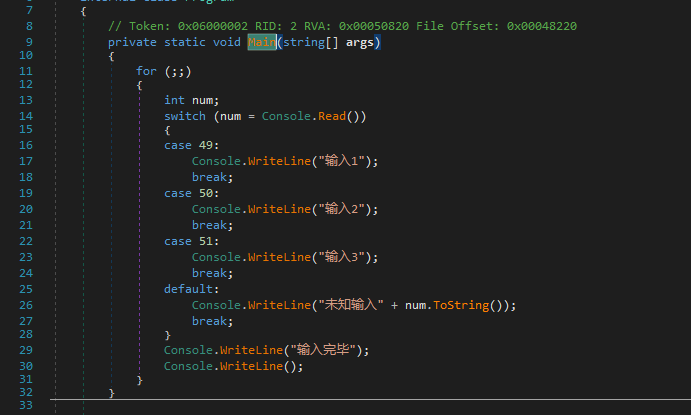 7 {
8 // Token: 0x06000002 RID: 2 RVA: 0x00050820 File Offset: 0x00048220
9 private static void Main(string[] args)
10 {
11 for (;;)
12 {
13 int num;
14 switch (num = Console.Read())
15 {
16 case 49:
17 Console.WriteLine("输入1");
18 break;
19 case 50:
20 Console.WriteLine("输入2");
21 break;
22 case 51:
23 Console.WriteLine("输入3");
24 break;
25 default:
26 Console.WriteLine("未知输入" + num.ToString());
27 break;
28 }
29 Console.WriteLine("输入完毕");
30 Console.WriteLine();
31 }
32 }
33